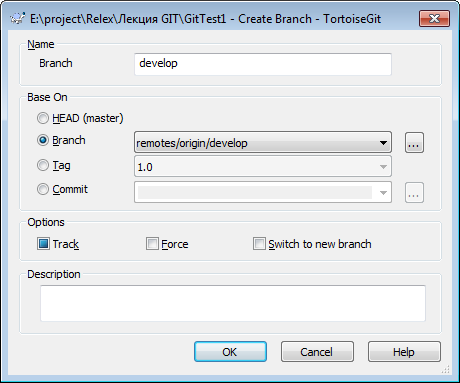 E:\project\Relex\Лекция GIT\GitTest1 - Create Branch - TortoiseGit
Name
Branch develop
Base On
HEAD (master)
Branch remotes/origin/develop ...
Tag 1.0
Commit ...
Options
Track Force Switch to new branch
Description
OK Cancel Help